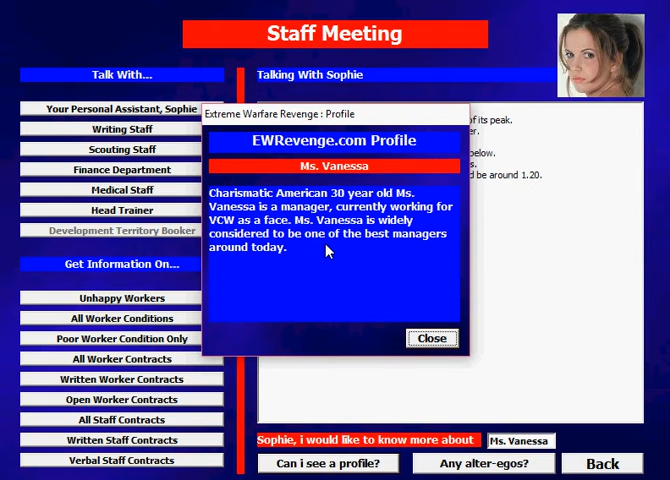 Staff Meeting
Talk With...
Your Personal Assistant, Sophie
Writing Staff
Scouting Staff
Finance Department
Medical Staff
Head Trainer
Development Territory Booker
Get Information On...
Unhappy Workers
All Worker Conditions
Poor Worker Condition Only
All Worker Contracts
Written Worker Contracts
Open Worker Contracts
All Staff Contracts
Written Staff Contracts
Verbal Staff Contracts
Talking With Sophie
of its peak.
below.
be around 1.20.
Extreme Warfare Revenge : Profile
EWRevenge.com Profile
Ms. Vanessa
Charismatic American 30 year old Ms.
Vanessa is a manager, currently working for
VCW as a face. Ms. Vanessa is widely
considered to be one of the best managers
around today.
Close
Sophie, i would like to know more about
Ms. Vanessa
Can i see a profile?
Any alter-egos?
Back